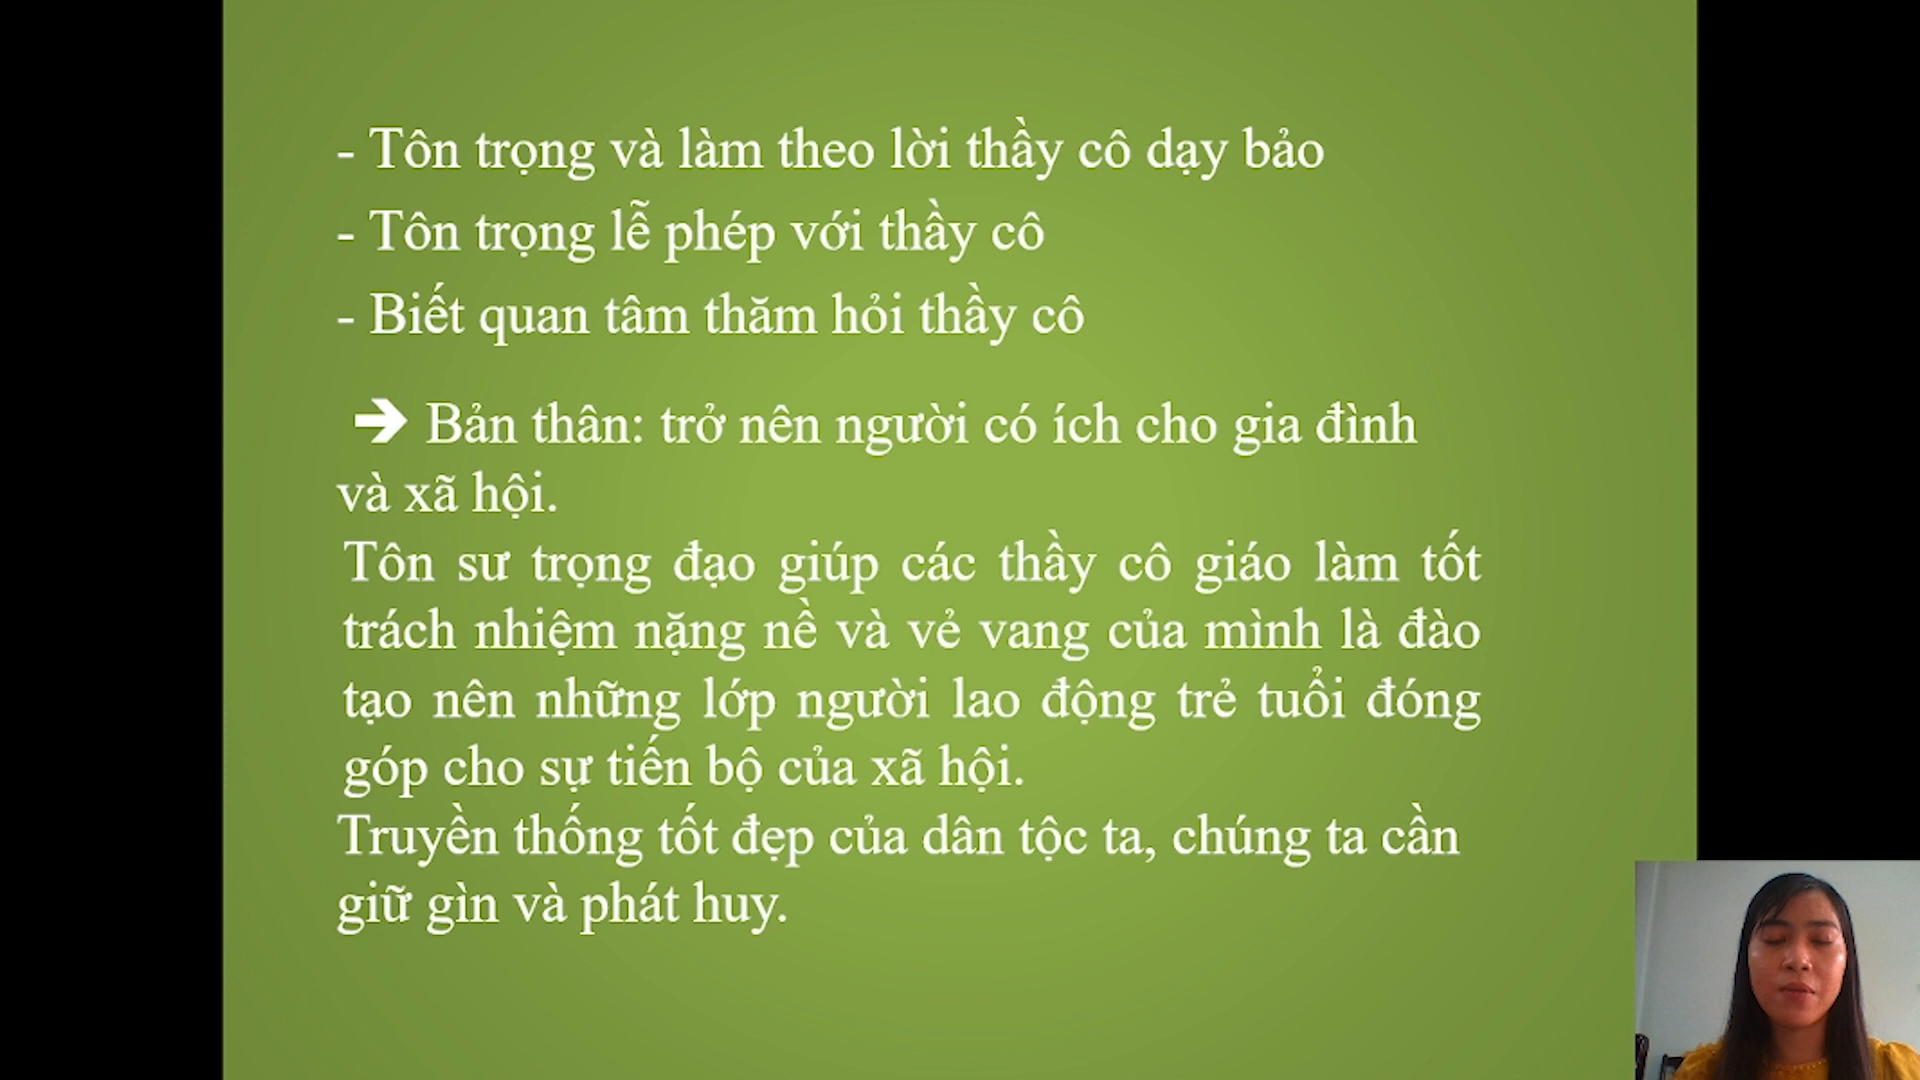 - Tôn trọng và làm theo lời thầy cô dạy bảo
- Tôn trọng lễ phép với thầy cô
- Biết quan tâm thăm hỏi thầy cô
➔ Bản thân: trở nên người có ích cho gia đình
và xã hội.
Tôn sư trọng đạo giúp các thầy cô giáo làm tốt
trách nhiệm nặng nề và vẻ vang của mình là đào
tạo nên những lớp người lao động trẻ tuổi đóng
góp cho sự tiến bộ của xã hội.
Truyền thống tốt đẹp của dân tộc ta, chúng ta cần
giữ gìn và phát huy.